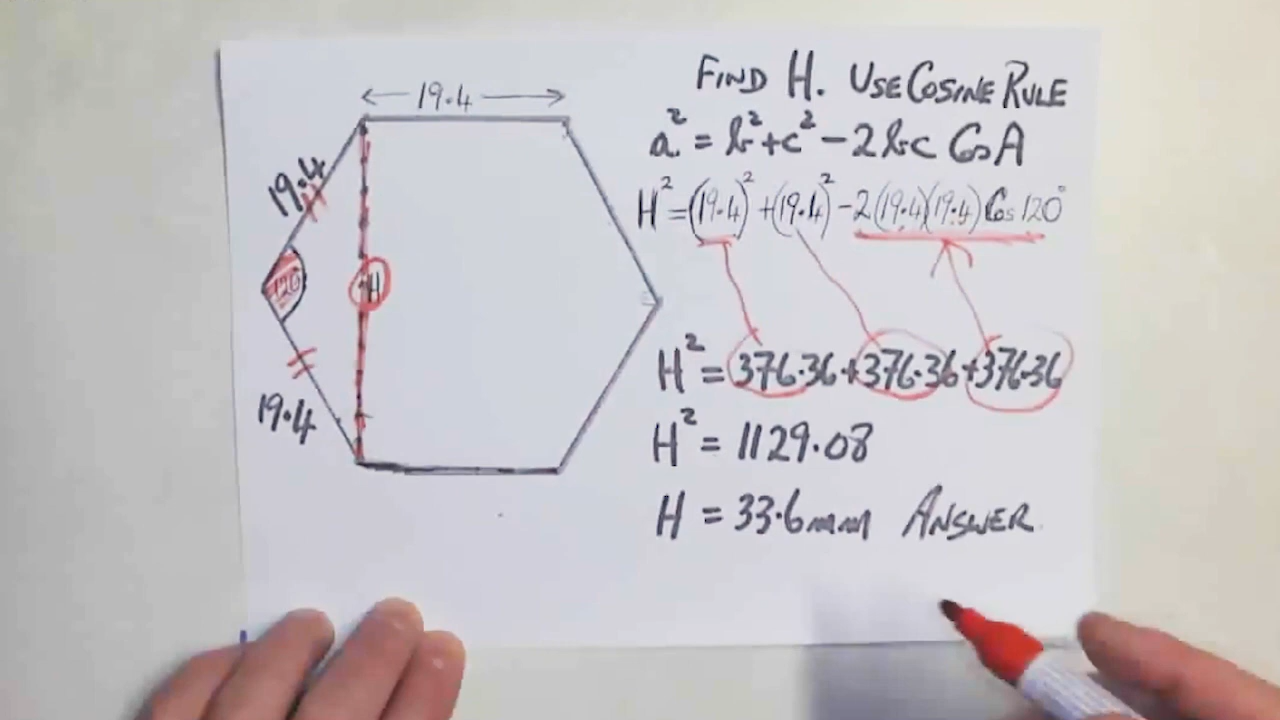 19.4
19.4
120°
H
19.4
FIND H. USE COSINE RULE
a² = b² + c² - 2bc Cos A
H² = (19.4)² + (19.4)² - 2(19.4)(19.4) Cos 120°
H² = 376.36 + 376.36 + 376.36
H² = 1129.08
H = 33.6mm ANSWER